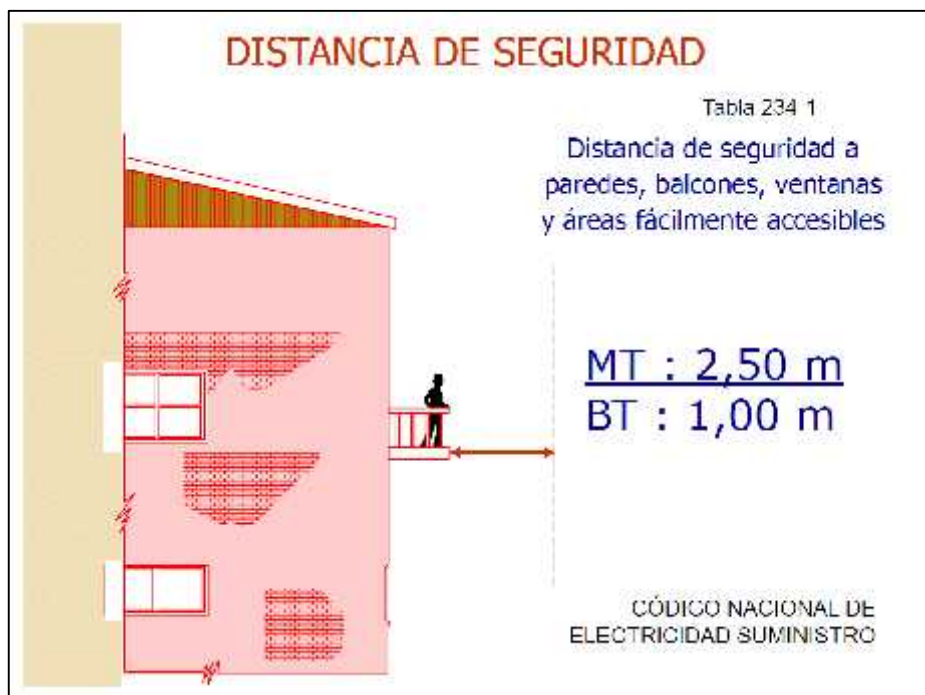 DISTANCIA DE SEGURIDAD
Tabla 234 1
Distancia de seguridad a
paredes, balcones, ventanas
y áreas fácilmente accesibles
MT : 2,50 m
BT : 1,00 m
CÓDIGO NACIONAL DE
ELECTRICIDAD SUMINISTRO